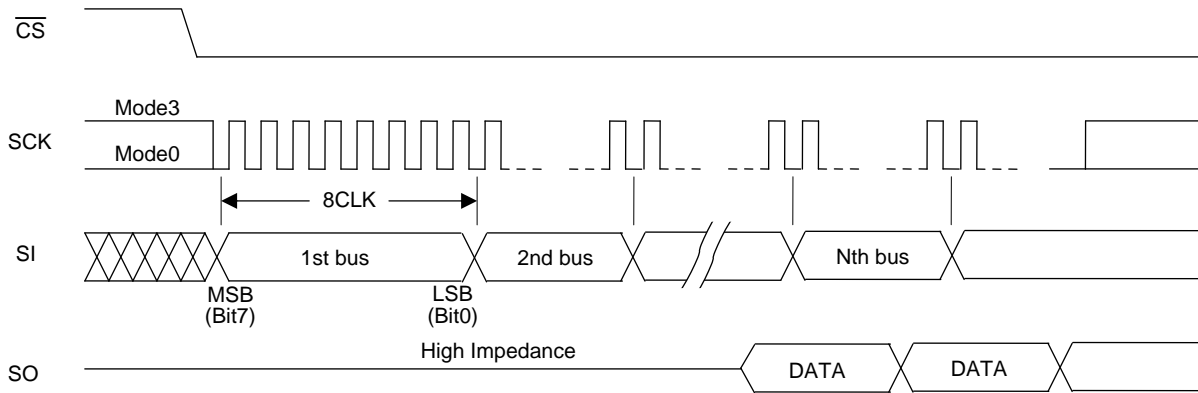 CS
Mode3
SCK
Mode0
8CLK
SI
1st bus
2nd bus
Nth bus
MSB
(Bit7)
LSB
(Bit0)
High Impedance
SO
DATA
DATA